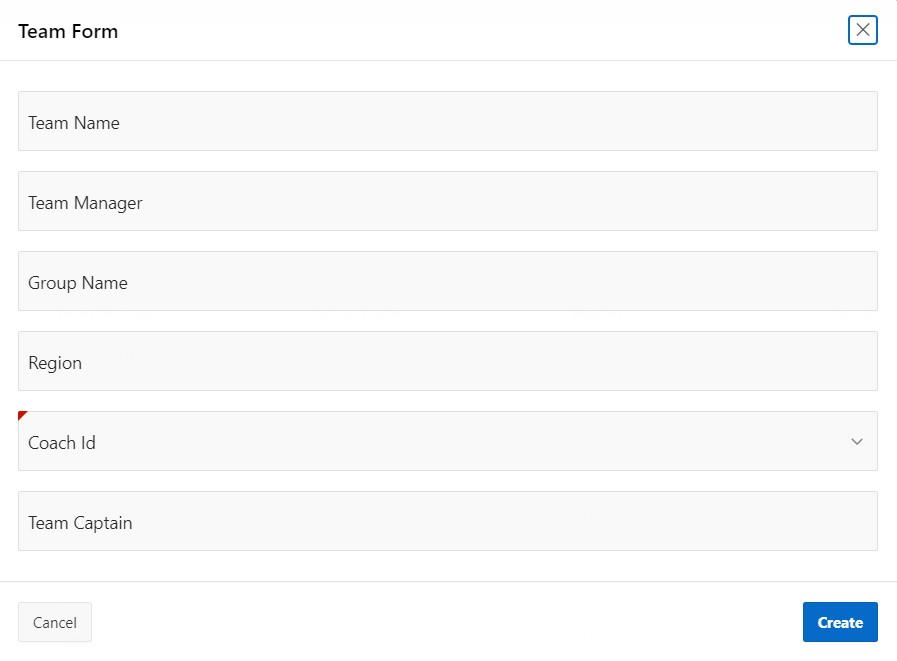 Team Form
Team Name
Team Manager
Group Name
Region
Coach Id
Team Captain
Cancel
Create